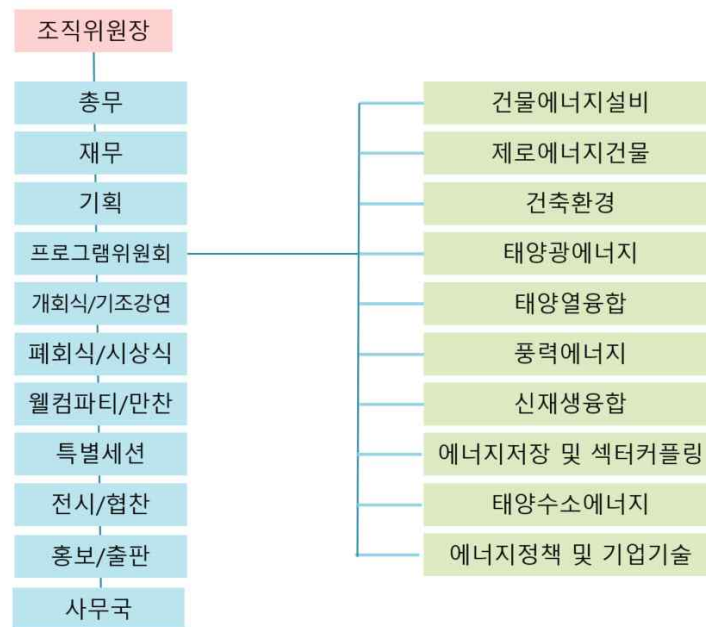 조직위원장
총무
재무
기획
프로그램위원회
개회식/기조강연
폐회식/시상식
웰컴파티/만찬
특별세션
전시/협찬
홍보/출판
사무국
건물에너지설비
제로에너지건물
건축환경
태양광에너지
태양열융합
풍력에너지
신재생융합
에너지저장 및 섹터커플링
태양수소에너지
에너지정책 및 기업기술